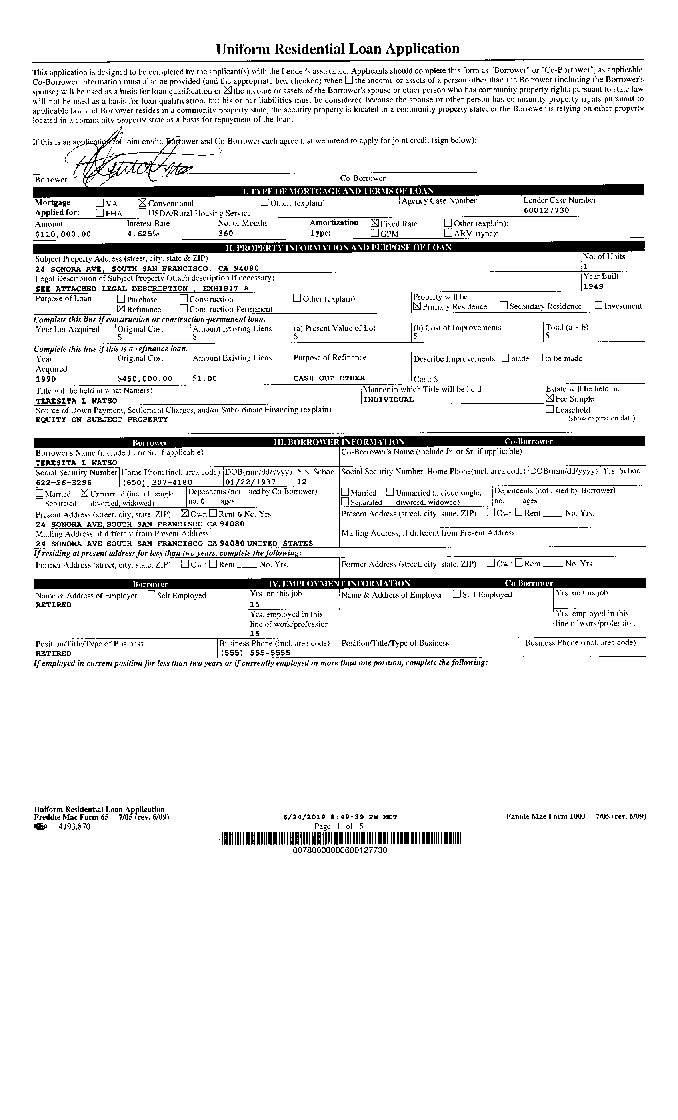 Uniform Residential Loan Application
This application is designed to be completed by the applicant(s) with the Lender's assistance. Applicants should complete this form as "Borrower" or "Co-Borrower", as applicable
Co-Borrower information must also be provided (and the appropriate box checked) when ☐ the income or assets of a person other than the Borrower (including the Borrower's
spouse) will be used as a basis for loan qualification or ☒ the income or assets of the Borrower's spouse or other person who has community property rights pursuant to state law
will not be used as a basis for loan qualification, but his or her liabilities must be considered because the spouse or other person has community property rights pursuant to
applicable law and Borrower resides in a community property state, the security property is located in a community property state, or the Borrower is relying on other property
located in a community property state as a basis for repayment of the loan.
If this is an application for joint credit, Borrower and Co-Borrower each agree that we intend to apply for joint credit (sign below):
Borrower Co-Borrower
I. TYPE OF MORTGAGE AND TERMS OF LOAN
Mortgage ☐ VA ☒ Conventional ☐ Other (explain) Agency Case Number Lender Case Number
Applied for: ☐ FHA USDA/Rural Housing Service 600127730
Amount Interest Rate No. of Months Amortization ☒ Fixed Rate ☐ Other (explain):
$110,000.00 4.625% 360 Type: ☐ GPM ☐ ARM (type):
II. PROPERTY INFORMATION AND PURPOSE OF LOAN
Subject Property Address (street, city, state & ZIP) No. of Units
24 SONORA AVE, SOUTH SAN FRANCISCO, CA 94080 1
Legal Description of Subject Property (attach description if necessary) Year Built
SEE ATTACHED LEGAL DESCRIPTION , EXHIBIT A 1949
Purpose of Loan ☐ Purchase ☐ Construction ☐ Other (explain) Property will be
☒ Refinance ☐ Construction-Permanent ☒ Primary Residence ☐ Secondary Residence ☐ Investment
Complete this line if construction or construction-permanent loan.
Year Lot Acquired Original Cost Amount Existing Liens (a) Present Value of Lot (b) Cost of Improvements Total (a + b)
$ $ $ $ $
Complete this line if this is a refinance loan.
Year Original Cost Amount Existing Liens Purpose of Refinance Describe Improvements ☐ made ☐ to be made
Acquired
1990 $450,000.00 $1.00 CASH OUT OTHER Cost: $
Title will be held in what Name(s) Manner in which Title will be held Estate will be held in:
TERESITA L WATSO INDIVIDUAL ☒ Fee Simple
Source of Down Payment, Settlement Charges, and/or Subordinate Financing (explain) ☐ Leasehold
EQUITY ON SUBJECT PROPERTY (show expiration date)
Borrower III. BORROWER INFORMATION Co-Borrower
Borrower's Name (include Jr. or Sr. if applicable) Co-Borrower's Name (include Jr. or Sr. if applicable)
TERESITA L WATSO
Social Security Number Home Phone (incl. area code) DOB (mm/dd/yyyy) Yrs. School Social Security Number Home Phone (incl. area code) DOB (mm/dd/yyyy) Yrs. School
622-26-3296 (650) 207-4180 01/22/1937 12
☐ Married ☒ Unmarried (incl. single, Dependents (not listed by Co-Borrower) ☐ Married ☐ Unmarried (incl. single, Dependents (not listed by Borrower)
Separated divorced, widowed) no. 0 ages ☐ Separated divorced, widowed) no. ages
Present Address (street, city, state, ZIP) ☒ Own ☐ Rent No. Yrs. Present Address (street, city, state, ZIP) ☐ Own ☐ Rent No. Yrs.
24 SONORA AVE,SOUTH SAN FRANCISCO CA 94080
Mailing Address, if different from Present Address Mailing Address, if different from Present Address
24 SONORA AVE SOUTH SAN FRANCISCO CA 94080 UNITED STATES
If residing at present address for less than two years, complete the following:
Former Address (street, city, state, ZIP) ☐ Own ☐ Rent No. Yrs. Former Address (street, city, state, ZIP) ☐ Own ☐ Rent No. Yrs.
Borrower IV. EMPLOYMENT INFORMATION Co-Borrower
Name & Address of Employer ☐ Self Employed Yrs. on this job Name & Address of Employer ☐ Self Employed Yrs. on this job
RETIRED 15
Yrs. employed in this Yrs. employed in this
line of work/profession line of work/profession
15
Position/Title/Type of Business Business Phone (incl. area code) Position/Title/Type of Business Business Phone (incl. area code)
RETIRED (555) 555-5555
If employed in current position for less than two years or if currently employed in more than one position, complete the following:
Uniform Residential Loan Application
Freddie Mac Form 65 7/05 (rev. 6/09) Fannie Mae Form 1003 7/05 (rev. 6/09)
4193.870 Page 1 of 5